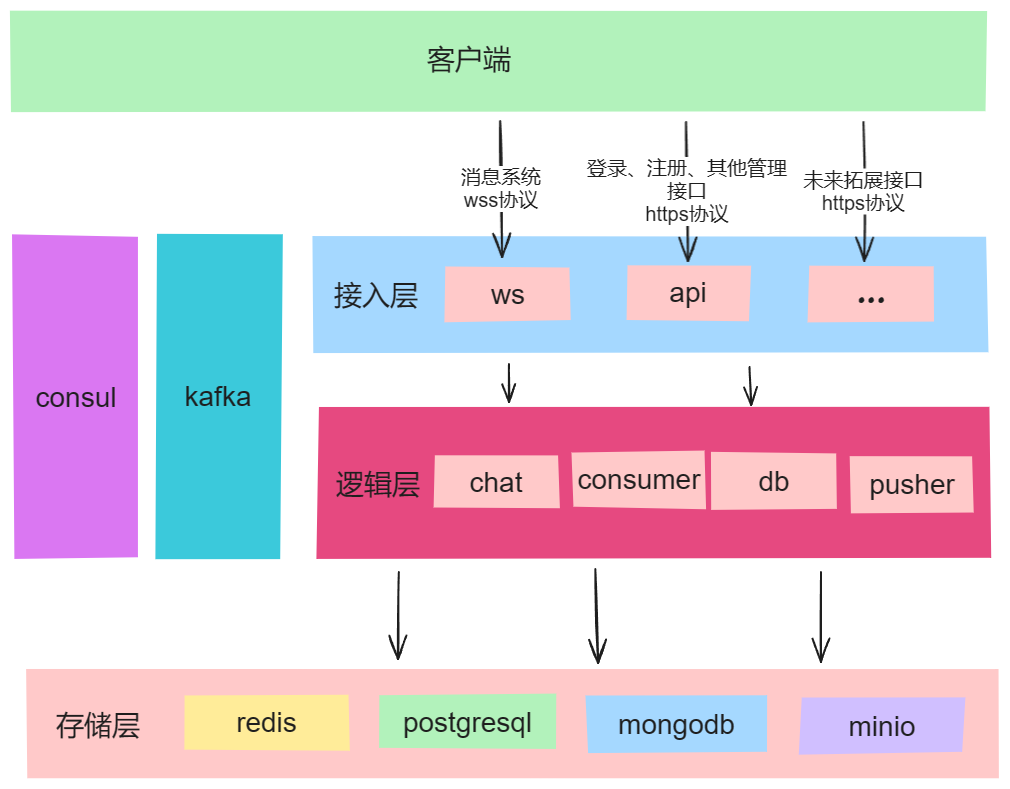 客户端
消息系统
wss协议
登录、注册、其他管理
接口
https协议
未来拓展接口
https协议
consul
kafka
接入层
ws
api
...
逻辑层
chat
consumer
db
pusher
存储层
redis
postgresql
mongodb
minio